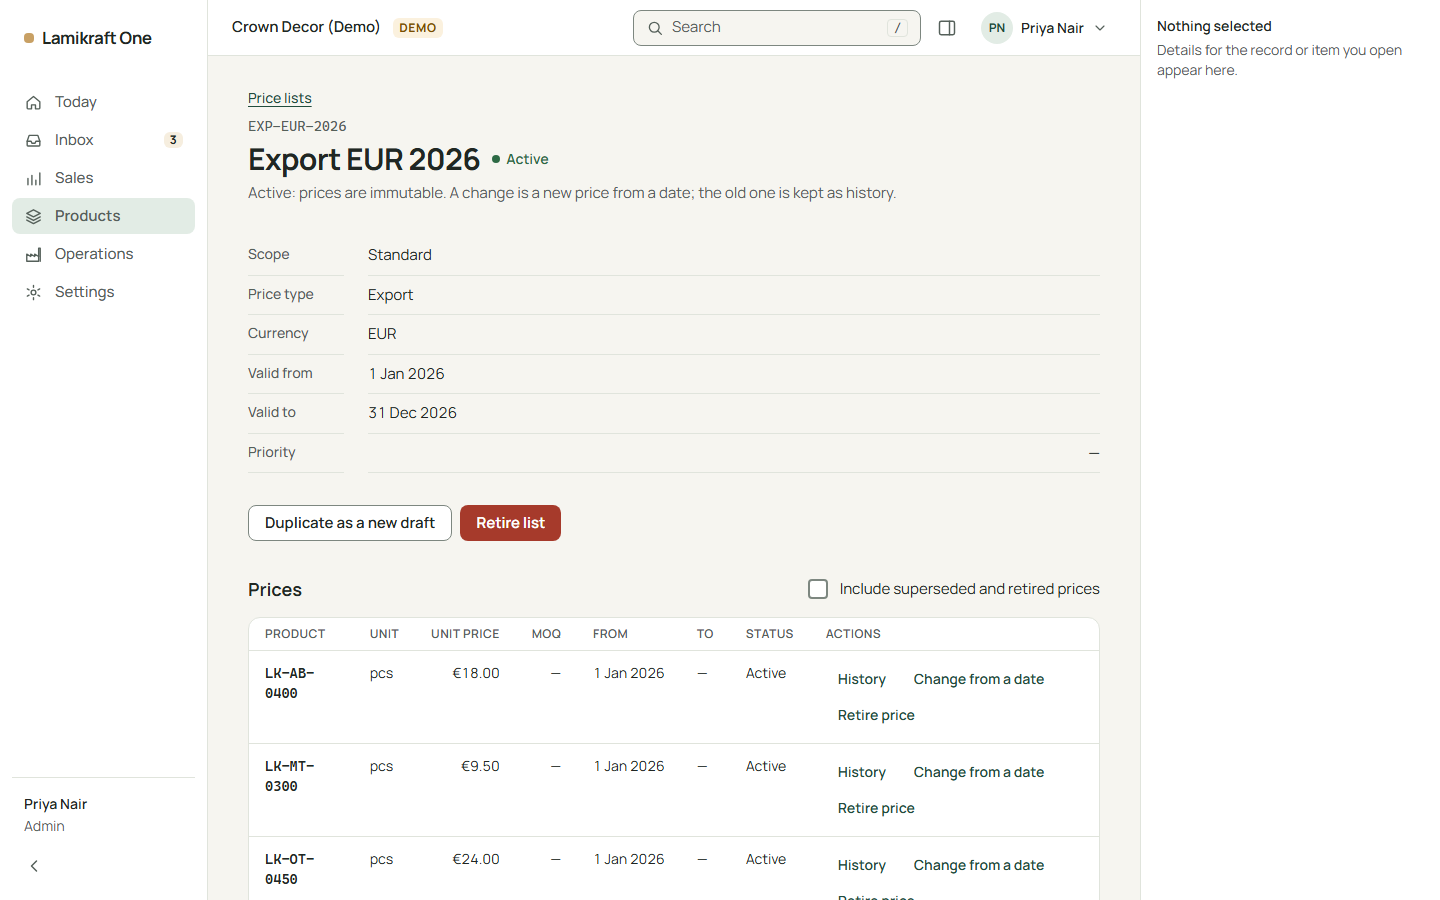 Lamikraft One
Today
Inbox 3
Sales
Products
Operations
Settings
Priya Nair
Admin
Crown Decor (Demo) DEMO
Search /
PN Priya Nair
Price lists
EXP-EUR-2026
Export EUR 2026 Active
Active: prices are immutable. A change is a new price from a date; the old one is kept as history.
Scope Standard
Price type Export
Currency EUR
Valid from 1 Jan 2026
Valid to 31 Dec 2026
Priority —
Duplicate as a new draft Retire list
Prices Include superseded and retired prices
PRODUCT UNIT UNIT PRICE MOQ FROM TO STATUS ACTIONS
LK-AB-0400 pcs €18.00 — 1 Jan 2026 — Active History Change from a date
Retire price
LK-MT-0300 pcs €9.50 — 1 Jan 2026 — Active History Change from a date
Retire price
LK-OT-0450 pcs €24.00 — 1 Jan 2026 — Active History Change from a date
Retire price
Nothing selected
Details for the record or item you open
appear here.